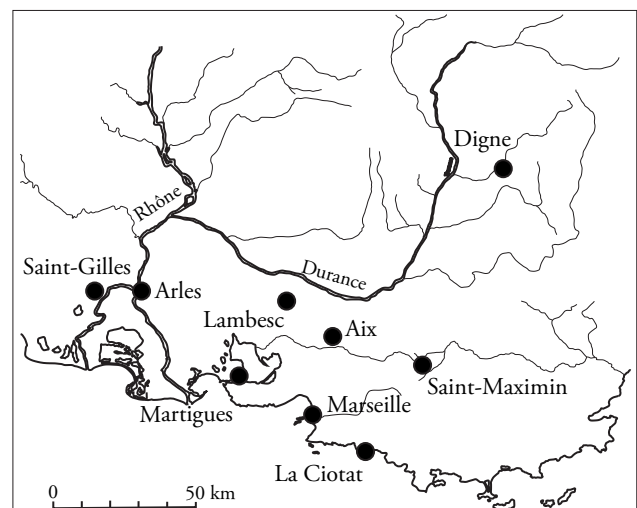 Digne
Rhône
Saint-Gilles
Durance
Arles
Lambesc
Aix
Saint-Maximin
Martigues
Marseille
La Ciotat
0 50 km